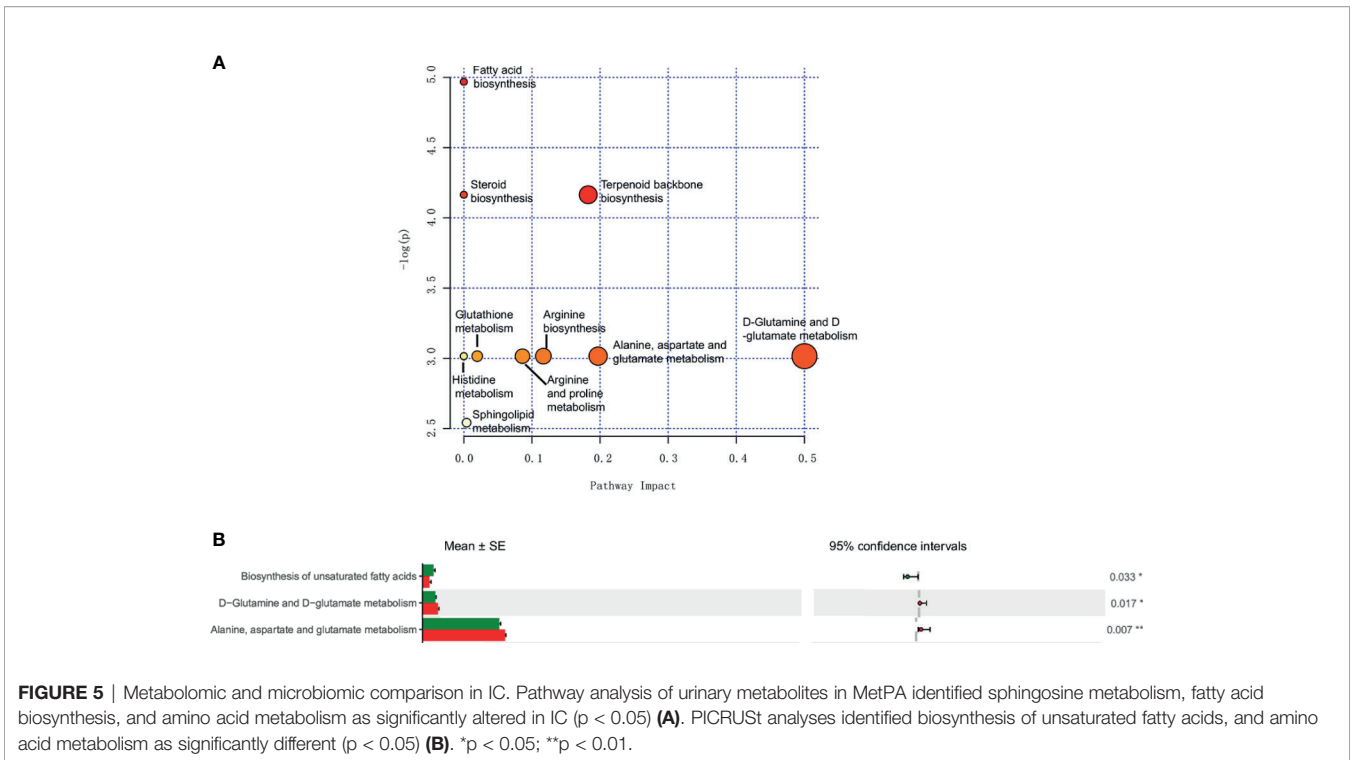 A
Fatty acid
biosynthesis
Steroid
biosynthesis
Terpenoid backbone
biosynthesis
Glutathione
metabolism
Arginine
biosynthesis
D-Glutamine and D
-glutamate metabolism
Alanine, aspartate and
glutamate metabolism
Histidine
metabolism
Arginine
and proline
metabolism
Sphingolipid
metabolism
-log(p)
5.0
4.5
4.0
3.5
3.0
2.5
0.0 0.1 0.2 0.3 0.4 0.5
Pathway Impact
B
Mean ± SE 95% confidence intervals
Biosynthesis of unsaturated fatty acids 0.033 *
D-Glutamine and D-glutamate metabolism 0.017 *
Alanine, aspartate and glutamate metabolism 0.007 **
FIGURE 5 | Metabolomic and microbiomic comparison in IC. Pathway analysis of urinary metabolites in MetPA identified sphingosine metabolism, fatty acid
biosynthesis, and amino acid metabolism as significantly altered in IC (p < 0.05) (A). PICRUSt analyses identified biosynthesis of unsaturated fatty acids, and amino
acid metabolism as significantly different (p < 0.05) (B). *p < 0.05; **p < 0.01.